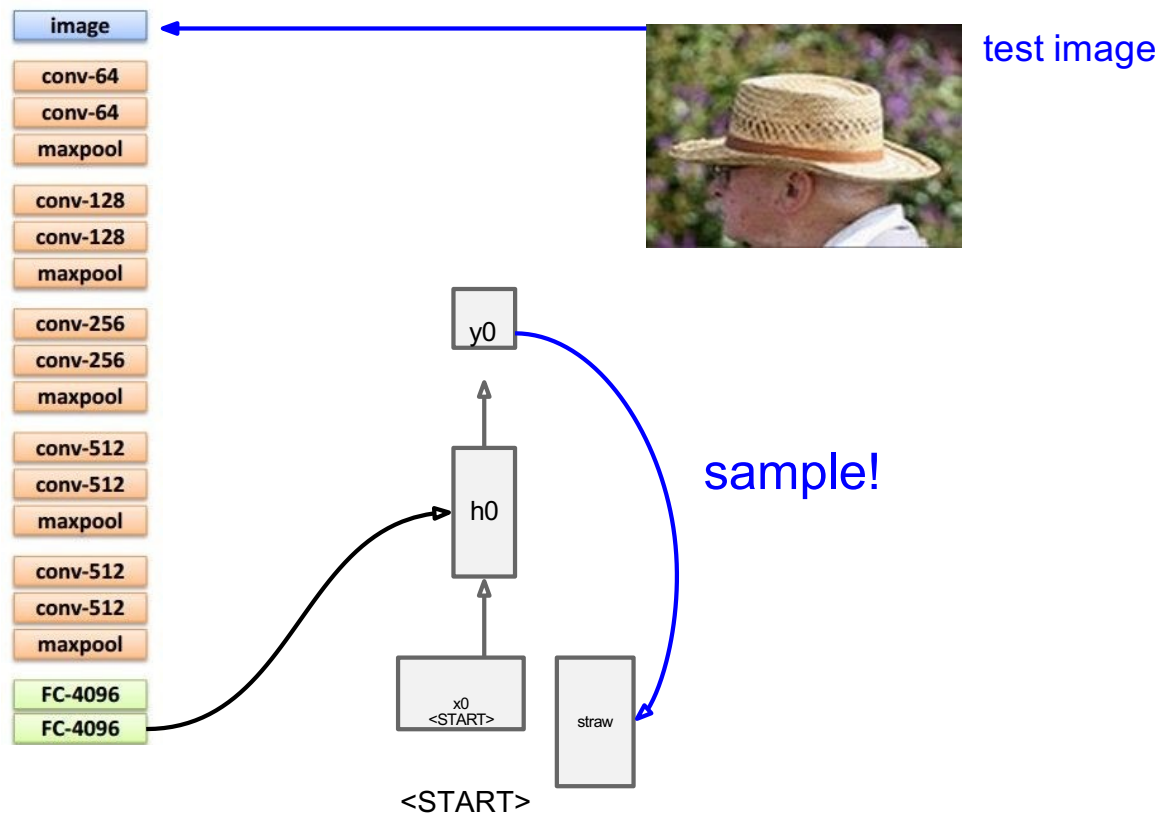 image
test image
conv-64
conv-64
maxpool
conv-128
conv-128
maxpool
conv-256
conv-256
maxpool
conv-512
conv-512
maxpool
conv-512
conv-512
maxpool
FC-4096
FC-4096
y0
h0
sample!
x0
<START>
straw
<START>